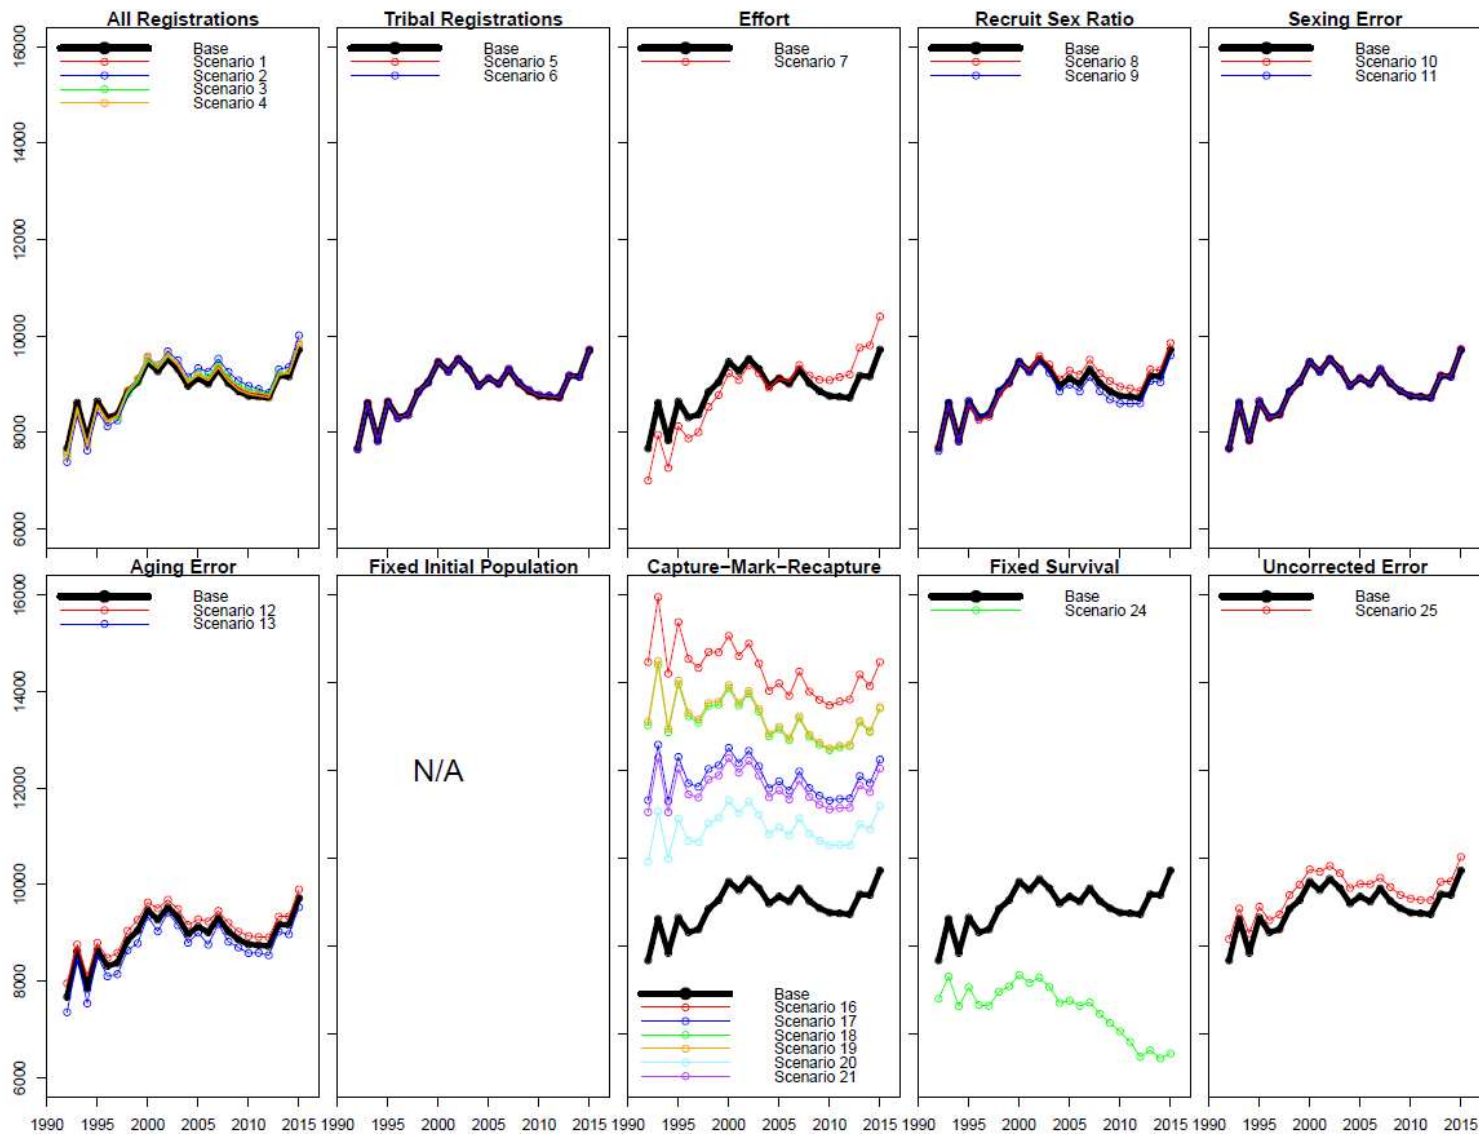 All Registrations
Base
Scenario 1
Scenario 2
Scenario 3
Scenario 4
Tribal Registrations
Base
Scenario 5
Scenario 6
Effort
Base
Scenario 7
Recruit Sex Ratio
Base
Scenario 8
Scenario 9
Sexing Error
Base
Scenario 10
Scenario 11
16000
14000
12000
10000
8000
6000
1990 1995 2000 2005 2010 2015 1990 1995 2000 2005 2010 2015 1990 1995 2000 2005 2010 2015 1990 1995 2000 2005 2010 2015 1990 1995 2000 2005 2010 2015
Aging Error
Base
Scenario 12
Scenario 13
Fixed Initial Population
N/A
Capture-Mark-Recapture
Base
Scenario 16
Scenario 17
Scenario 18
Scenario 19
Scenario 20
Scenario 21
Fixed Survival
Base
Scenario 24
Uncorrected Error
Base
Scenario 25
16000
14000
12000
10000
8000
6000